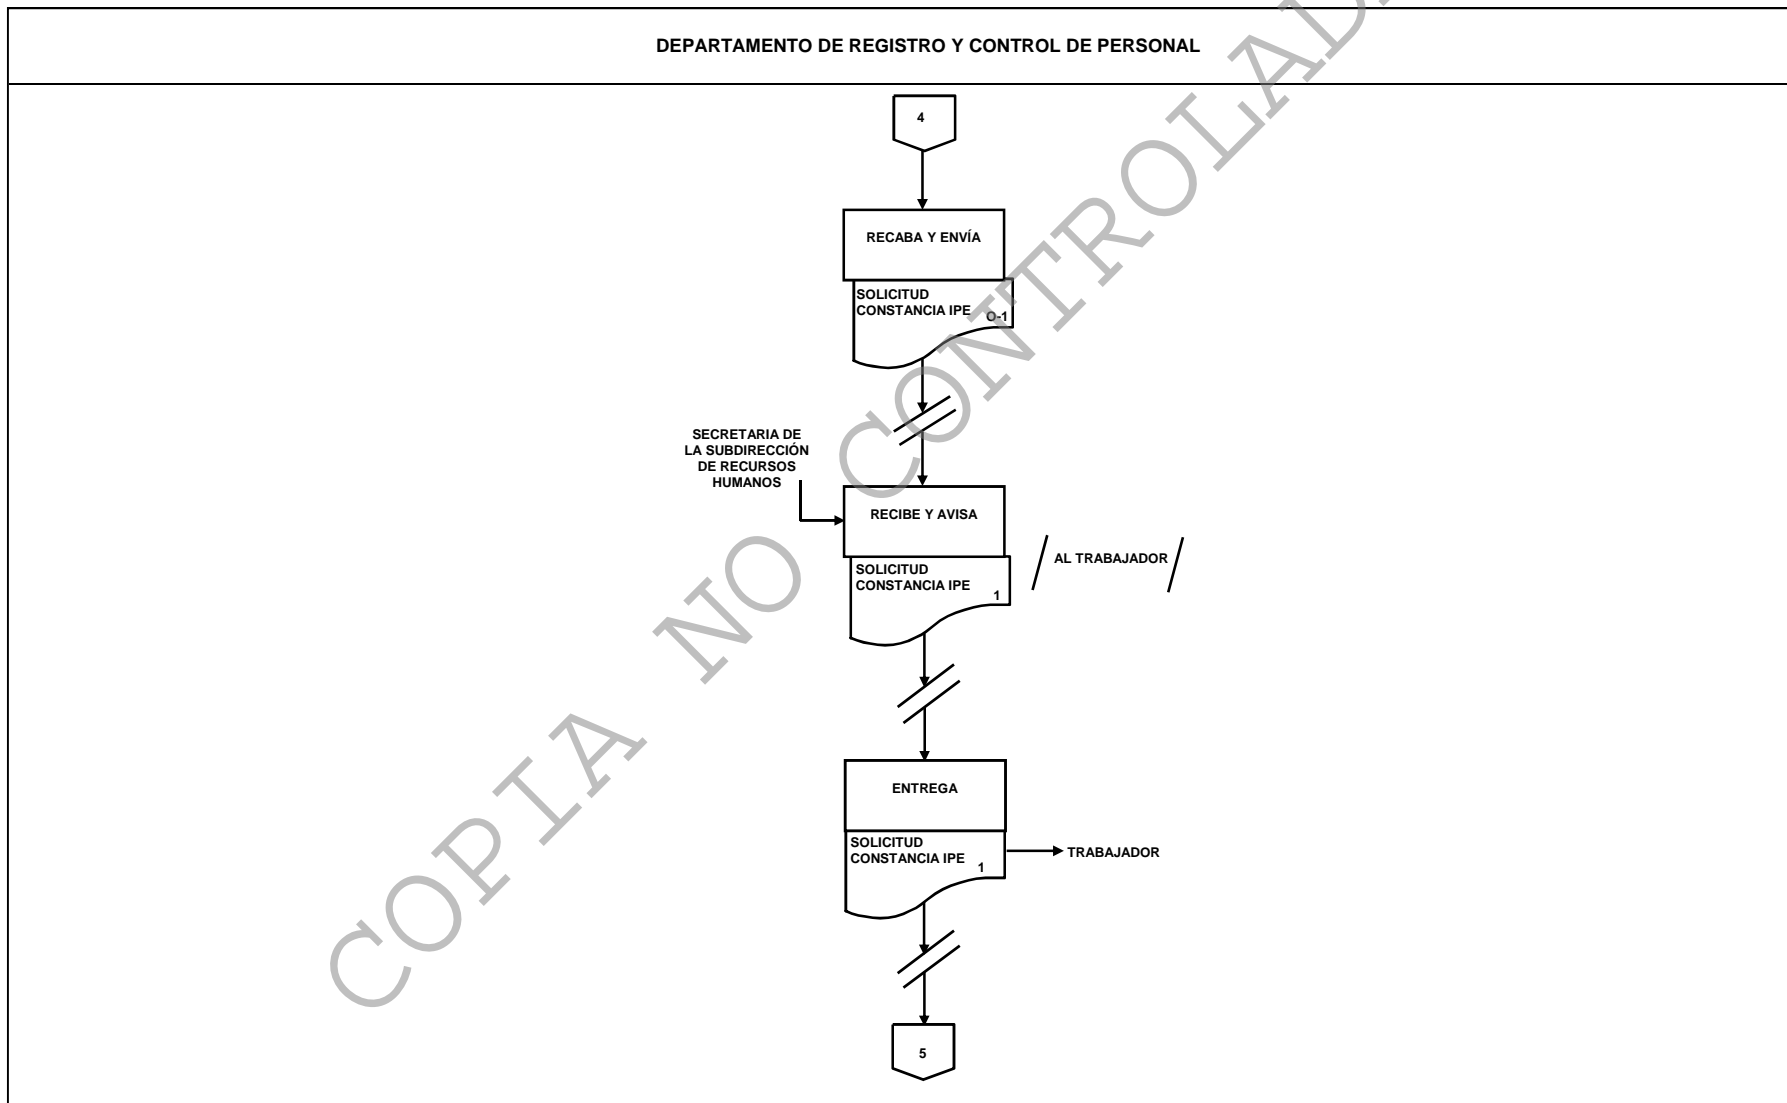 DEPARTAMENTO DE REGISTRO Y CONTROL DE PERSONAL
4
RECABA Y ENVÍA
SOLICITUD
CONSTANCIA IPE
O-1
SECRETARIA DE
LA SUBDIRECCIÓN
DE RECURSOS
HUMANOS
RECIBE Y AVISA
SOLICITUD
CONSTANCIA IPE
1
AL TRABAJADOR
ENTREGA
SOLICITUD
CONSTANCIA IPE
1
TRABAJADOR
5
COPIA NO CONTROLADA